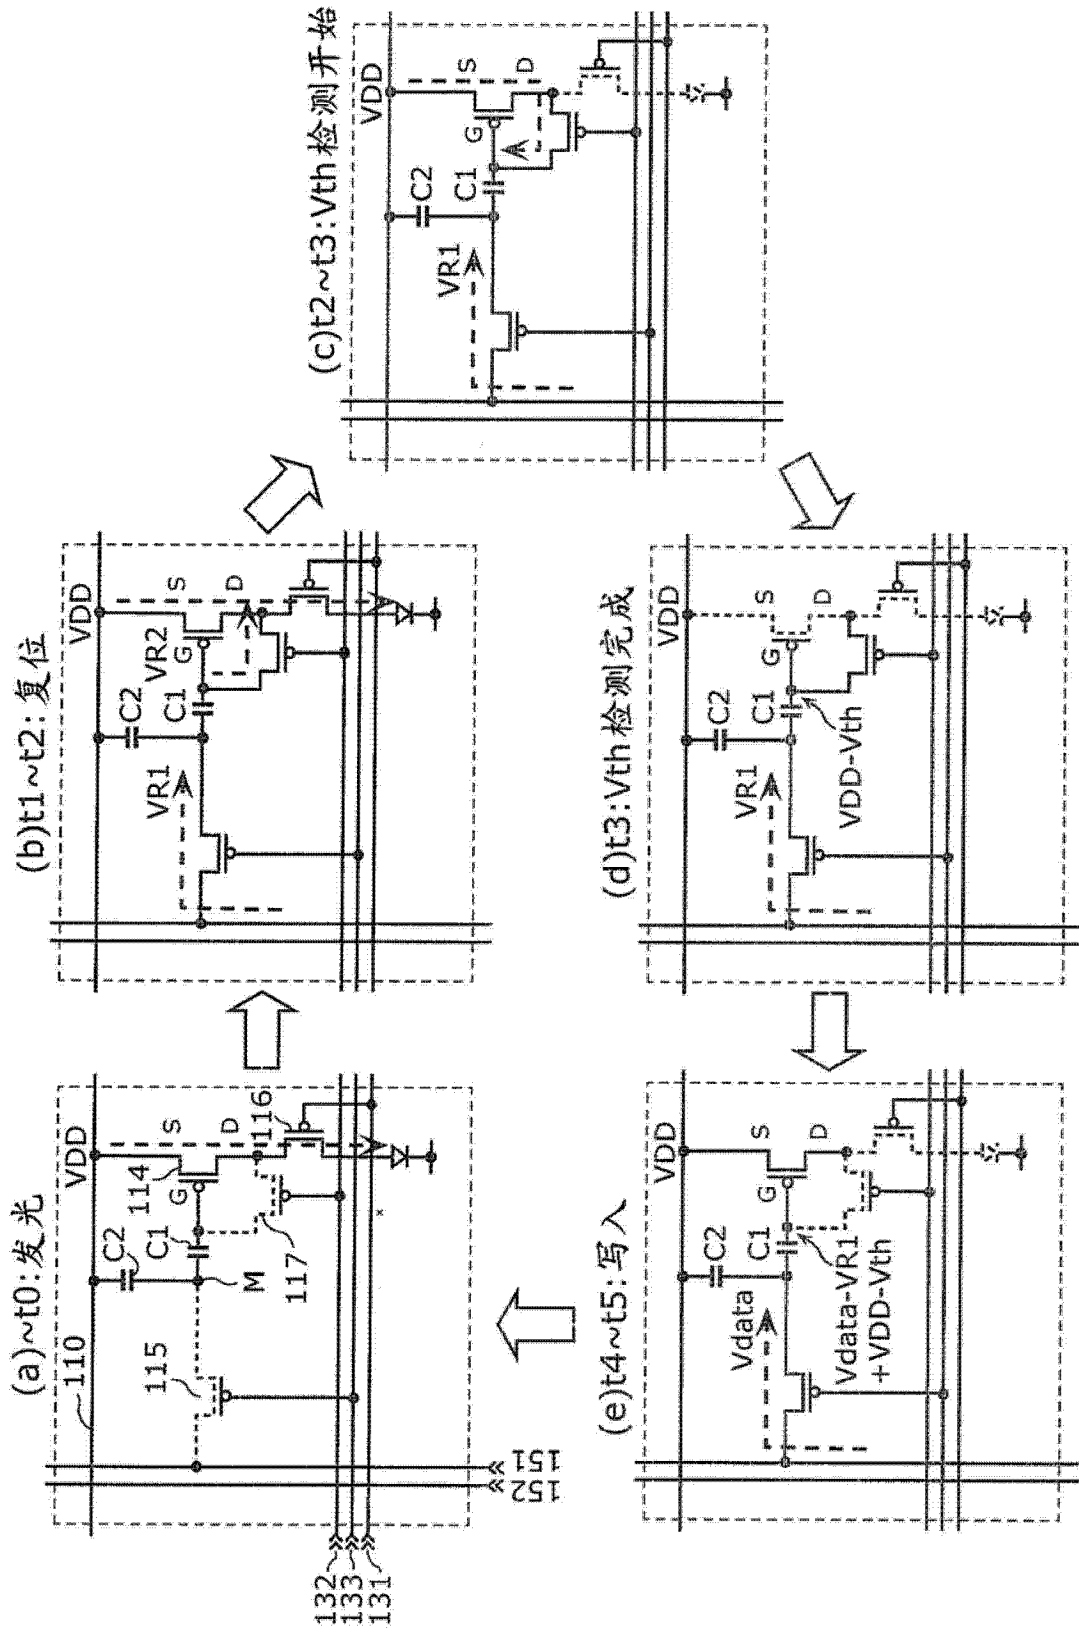 (a)~t0:发光
110
VDD
C2
C1
114
S
G
D
116
M
115
117
151
152
132
133
131
(b)t1~t2:复位
VDD
C2
C1
VR2
S
G
D
VR1
(c)t2~t3:Vth检测开始
VDD
C2
C1
S
G
D
VR1
(d)t3:Vth检测完成
VDD
C2
C1
S
G
D
VR1
VDD-Vth
(e)t4~t5:写入
VDD
C2
C1
S
G
D
Vdata
Vdata-VR1
+VDD-Vth